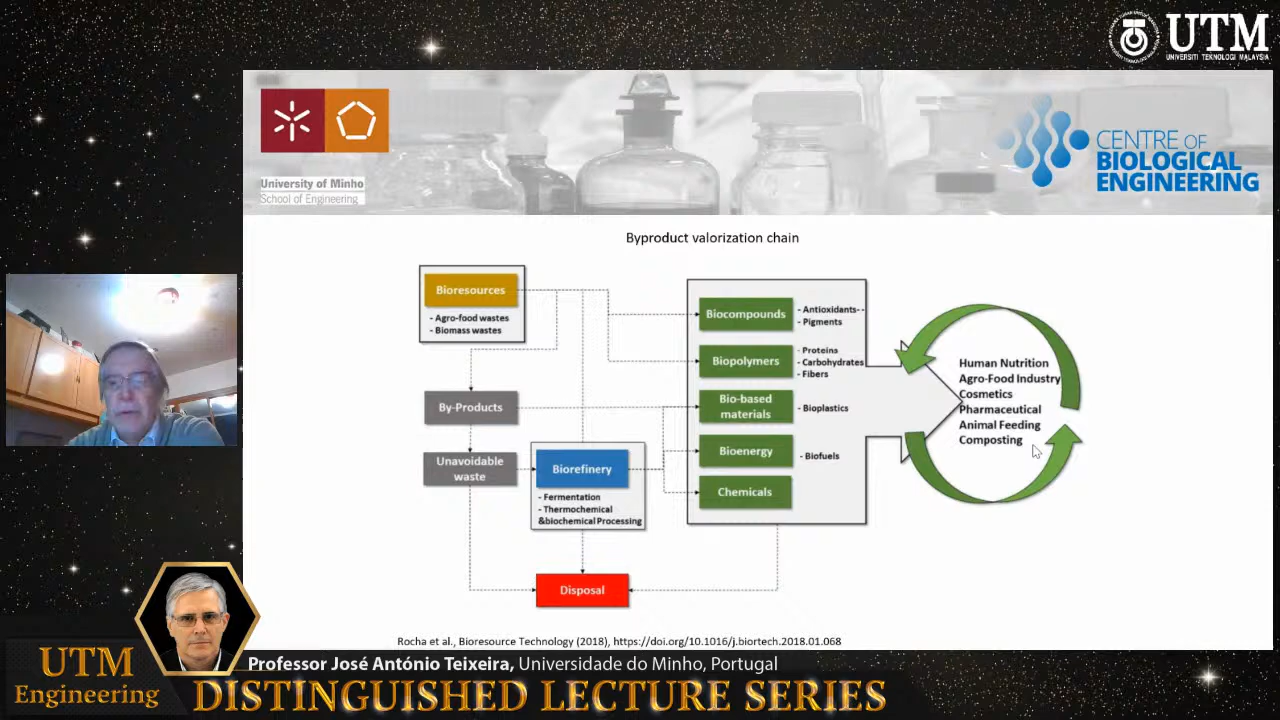 UTM
UNIVERSITI TEKNOLOGI MALAYSIA
University of Minho
School of Engineering
CENTRE OF
BIOLOGICAL
ENGINEERING
Byproduct valorization chain
Bioresources
- Agro-food wastes
- Biomass wastes
By-Products
Unavoidable
waste
Biorefinery
- Fermentation
- Thermochemical
&biochemical Processing
Disposal
Biocompounds
- Antioxidants--
- Pigments
Biopolymers
- Proteins
- Carbohydrates
- Fibers
Bio-based
materials
- Bioplastics
Bioenergy
- Biofuels
Chemicals
Human Nutrition
Agro-Food Industry
Cosmetics
Pharmaceutical
Animal Feeding
Composting
Rocha et al., Bioresource Technology (2018), https://doi.org/10.1016/j.biortech.2018.01.068
Professor José António Teixeira, Universidade do Minho, Portugal
UTM
Engineering
DISTINGUISHED LECTURE SERIES